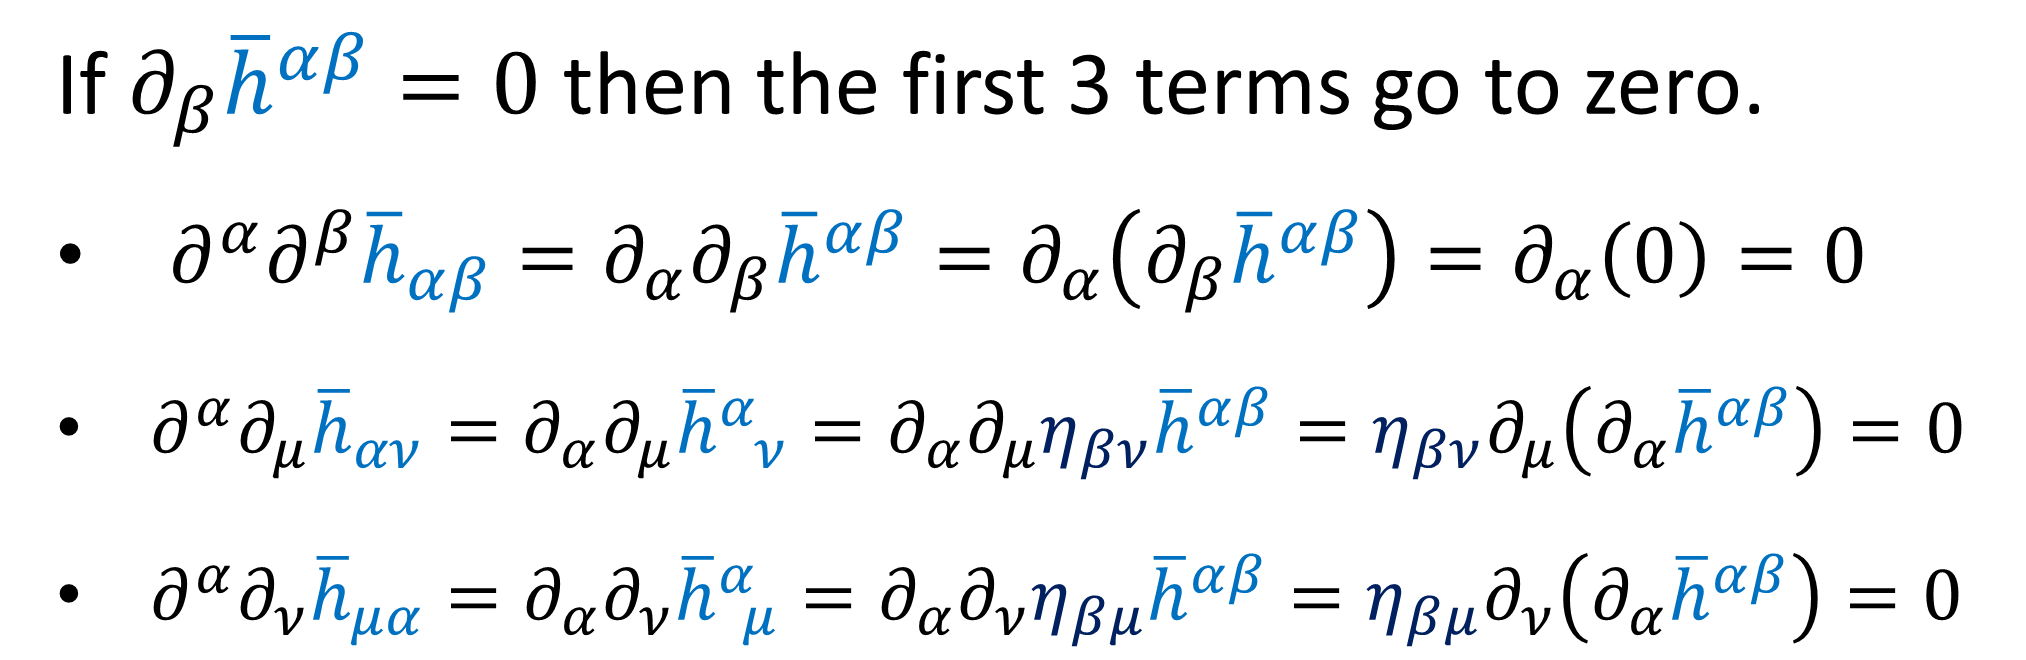 If ∂_β h̄^{αβ} = 0 then the first 3 terms go to zero.
• ∂^α ∂^β h̄_{αβ} = ∂_α ∂_β h̄^{αβ} = ∂_α(∂_β h̄^{αβ}) = ∂_α(0) = 0
• ∂^α ∂_μ h̄_{αν} = ∂_α ∂_μ h̄^α_ν = ∂_α ∂_μ η_{βν} h̄^{αβ} = η_{βν} ∂_μ(∂_α h̄^{αβ}) = 0
• ∂^α ∂_ν h̄_{μα} = ∂_α ∂_ν h̄^α_μ = ∂_α ∂_ν η_{βμ} h̄^{αβ} = η_{βμ} ∂_ν(∂_α h̄^{αβ}) = 0